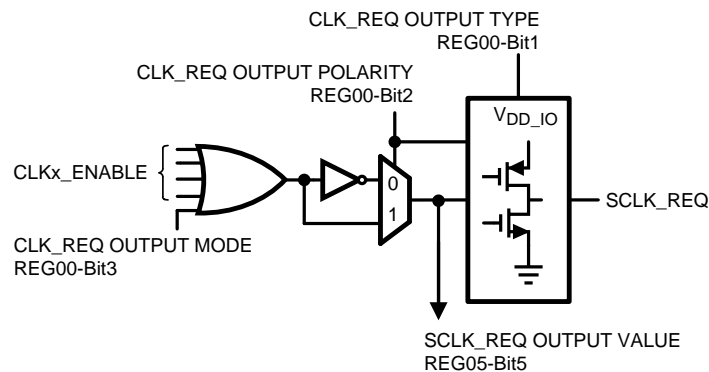 CLK_REQ OUTPUT TYPE
REG00-Bit1
CLK_REQ OUTPUT POLARITY
REG00-Bit2
VDD_IO
CLKx_ENABLE
0
1
SCLK_REQ
CLK_REQ OUTPUT MODE
REG00-Bit3
SCLK_REQ OUTPUT VALUE
REG05-Bit5